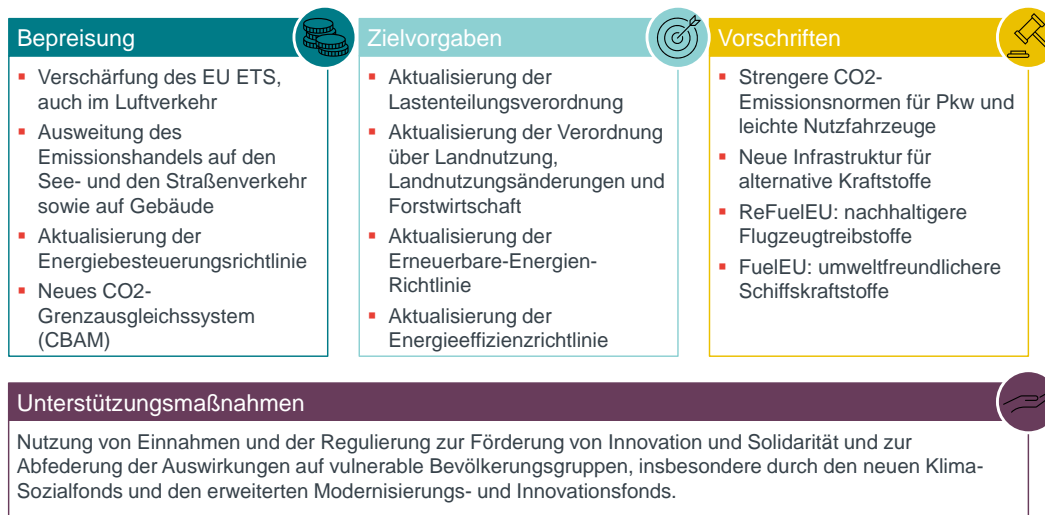 Bepreisung
▪ Verschärfung des EU ETS,
auch im Luftverkehr
▪ Ausweitung des
Emissionshandels auf den
See- und den Straßenverkehr
sowie auf Gebäude
▪ Aktualisierung der
Energiebesteuerungsrichtlinie
▪ Neues CO2-
Grenzausgleichssystem
(CBAM)
Zielvorgaben
▪ Aktualisierung der
Lastenteilungsverordnung
▪ Aktualisierung der Verordnung
über Landnutzung,
Landnutzungsänderungen und
Forstwirtschaft
▪ Aktualisierung der
Erneuerbare-Energien-
Richtlinie
▪ Aktualisierung der
Energieeffizienzrichtlinie
Vorschriften
▪ Strengere CO2-
Emissionsnormen für Pkw und
leichte Nutzfahrzeuge
▪ Neue Infrastruktur für
alternative Kraftstoffe
▪ ReFuelEU: nachhaltigere
Flugzeugtreibstoffe
▪ FuelEU: umweltfreundlichere
Schiffskraftstoffe
Unterstützungsmaßnahmen
Nutzung von Einnahmen und der Regulierung zur Förderung von Innovation und Solidarität und zur
Abfederung der Auswirkungen auf vulnerable Bevölkerungsgruppen, insbesondere durch den neuen Klima-
Sozialfonds und den erweiterten Modernisierungs- und Innovationsfonds.